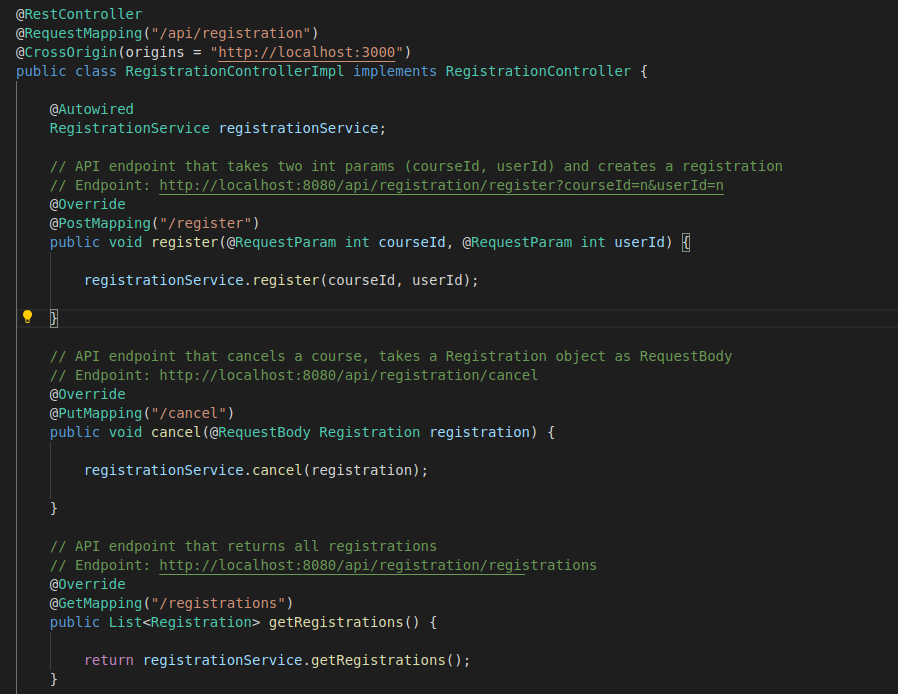 @RestController
@RequestMapping("/api/registration")
@CrossOrigin(origins = "http://localhost:3000")
public class RegistrationControllerImpl implements RegistrationController {
@Autowired
RegistrationService registrationService;
// API endpoint that takes two int params (courseId, userId) and creates a registration
// Endpoint: http://localhost:8080/api/registration/register?courseId=n&userId=n
@Override
@PostMapping("/register")
public void register(@RequestParam int courseId, @RequestParam int userId) {
registrationService.register(courseId, userId);
}
// API endpoint that cancels a course, takes a Registration object as RequestBody
// Endpoint: http://localhost:8080/api/registration/cancel
@Override
@PutMapping("/cancel")
public void cancel(@RequestBody Registration registration) {
registrationService.cancel(registration);
}
// API endpoint that returns all registrations
// Endpoint: http://localhost:8080/api/registration/registrations
@Override
@GetMapping("/registrations")
public List<Registration> getRegistrations() {
return registrationService.getRegistrations();
}